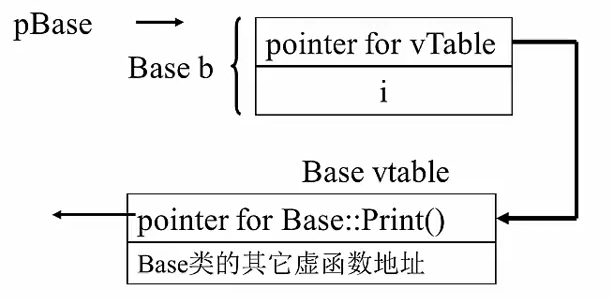 pBase
pointer for vTable
Base b
i
Base vtable
pointer for Base::Print()
Base类的其它虚函数地址